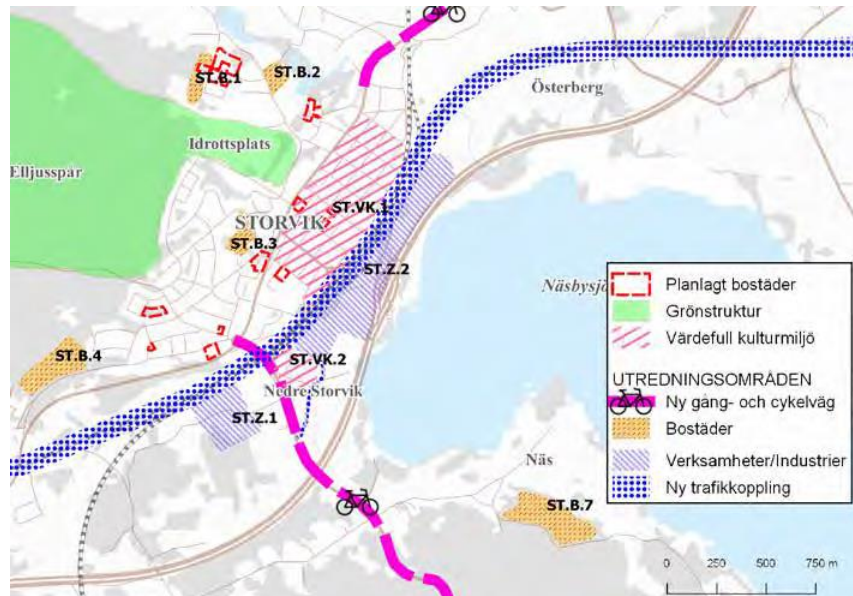 ST.B.1
ST.B.2
Österberg
Idrottsplats
Elljusspår
ST.VK.1
STORVIK
ST.B.3
ST.Z.2
Näsbysjö
ST.B.4
ST.VK.2
Nedre Storvik
ST.Z.1
Näs
ST.B.7
Planlagt bostäder
Grönstruktur
Värdefull kulturmiljö
UTREDNINGSOMRÅDEN
Ny gång- och cykelväg
Bostäder
Verksamheter/Industrier
Ny trafikkoppling
0 250 500 750 m